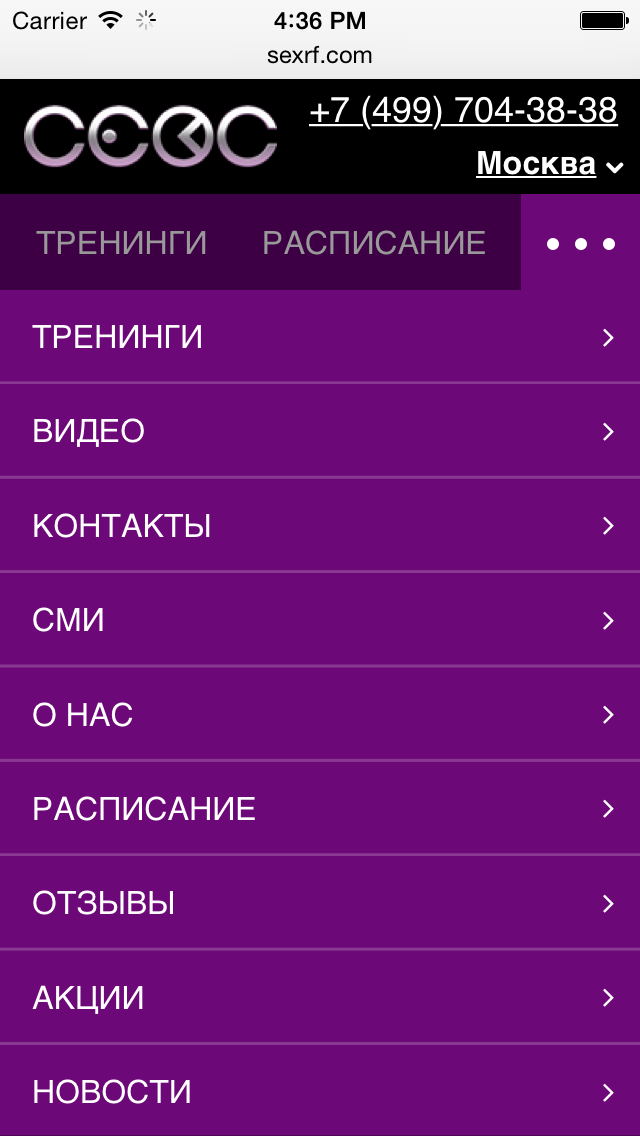 Carrier 4:36 PM
sexrf.com
+7 (499) 704-38-38
Москва
ТРЕНИНГИ РАСПИСАНИЕ
ТРЕНИНГИ
ВИДЕО
КОНТАКТЫ
СМИ
О НАС
РАСПИСАНИЕ
ОТЗЫВЫ
АКЦИИ
НОВОСТИ